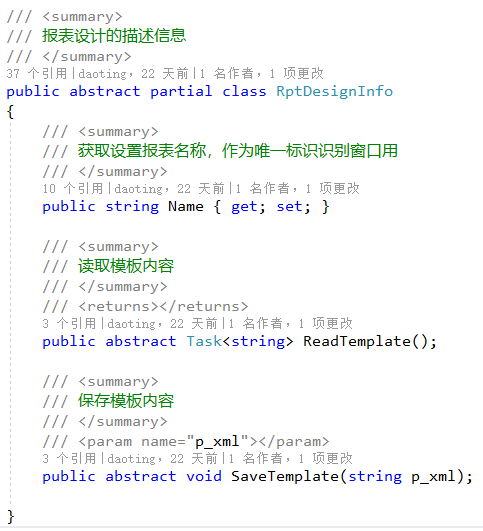 /// <summary>
/// 报表设计的描述信息
/// </summary>
37 个引用|daoting，22 天前|1 名作者，1 项更改
public abstract partial class RptDesignInfo
{
/// <summary>
/// 获取设置报表名称，作为唯一标识识别窗口用
/// </summary>
10 个引用|daoting，22 天前|1 名作者，1 项更改
public string Name { get; set; }
/// <summary>
/// 读取模板内容
/// </summary>
/// <returns></returns>
3 个引用|daoting，22 天前|1 名作者，1 项更改
public abstract Task<string> ReadTemplate();
/// <summary>
/// 保存模板内容
/// </summary>
/// <param name="p_xml"></param>
3 个引用|daoting，22 天前|1 名作者，1 项更改
public abstract void SaveTemplate(string p_xml);
}